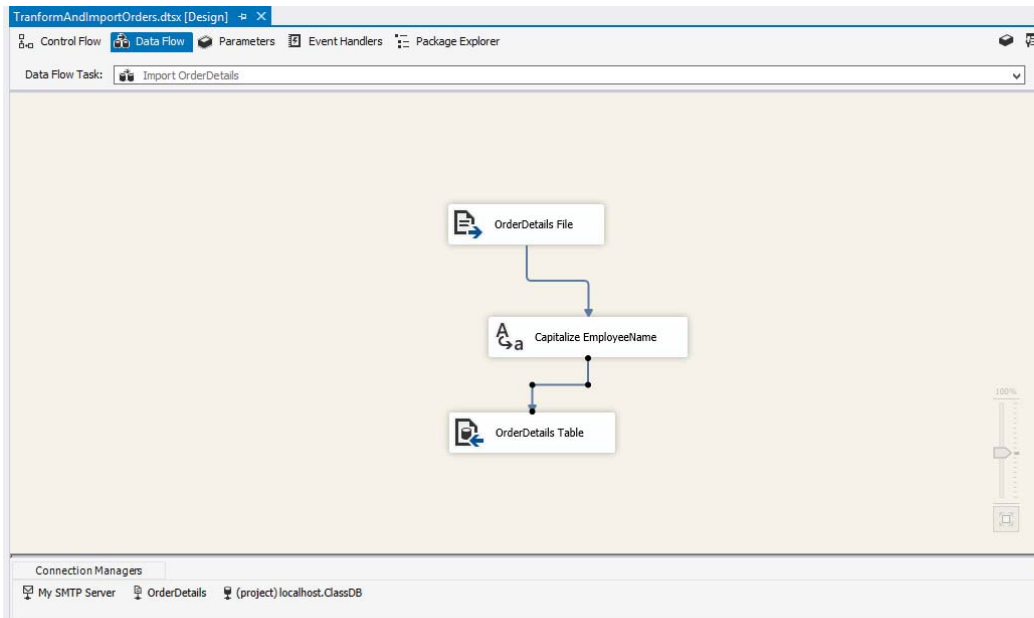 TranformAndImportOrders.dtsx [Design]
Control Flow Data Flow Parameters Event Handlers Package Explorer
Data Flow Task: Import OrderDetails
OrderDetails File
A a Capitalize EmployeeName
OrderDetails Table
100%
Connection Managers
My SMTP Server OrderDetails (project) localhost.ClassDB